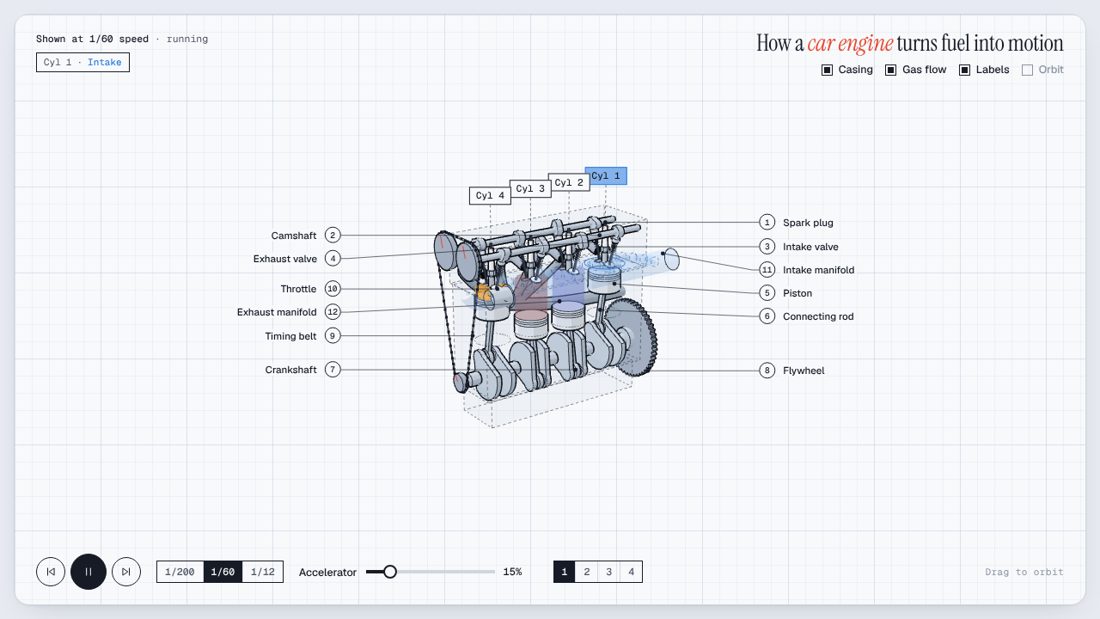 Shown at 1/60 speed · running
Cyl 1 · Intake
How a car engine turns fuel into motion
Casing
Gas flow
Labels
Orbit
Cyl 4
Cyl 3
Cyl 2
Cyl 1
Camshaft 2
Exhaust valve 4
Throttle 10
Exhaust manifold 12
Timing belt 9
Crankshaft 7
1 Spark plug
3 Intake valve
11 Intake manifold
5 Piston
6 Connecting rod
8 Flywheel
1/200 1/60 1/12
Accelerator 15%
1 2 3 4
Drag to orbit